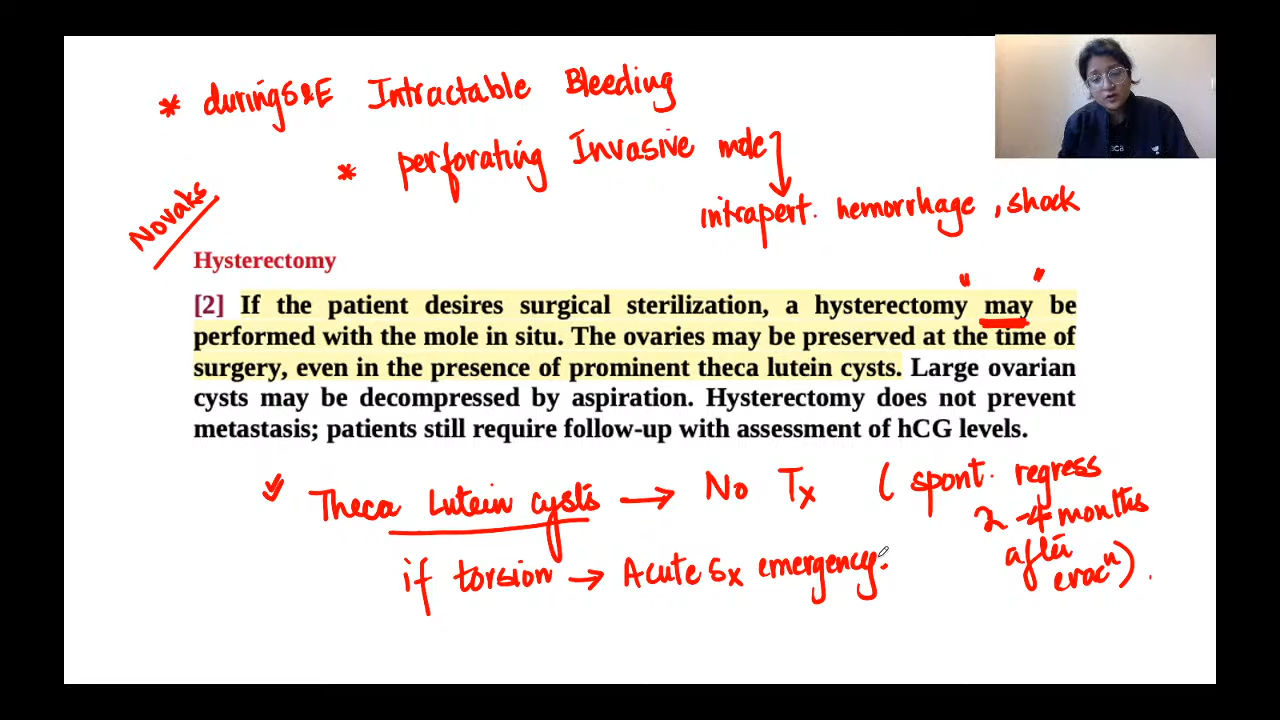 * during S&E Intractable Bleeding
* perforating Invasive mole
intrapert. hemorrhage, shock
Novaks
Hysterectomy
[2] If the patient desires surgical sterilization, a hysterectomy "may" be
performed with the mole in situ. The ovaries may be preserved at the time of
surgery, even in the presence of prominent theca lutein cysts. Large ovarian
cysts may be decompressed by aspiration. Hysterectomy does not prevent
metastasis; patients still require follow-up with assessment of hCG levels.
Theca Lutein cysts → No Tx ( spont. regress
2-4 months
after
evacⁿ).
if torsion → Acute Sx emergency.